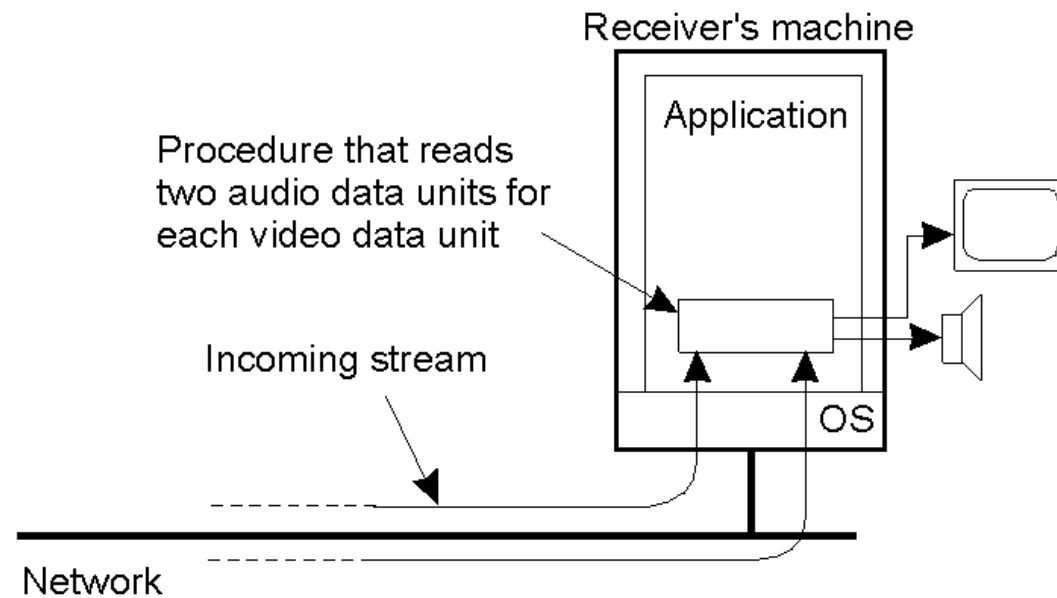 Receiver's machine
Application
Procedure that reads
two audio data units for
each video data unit
Incoming stream
OS
Network